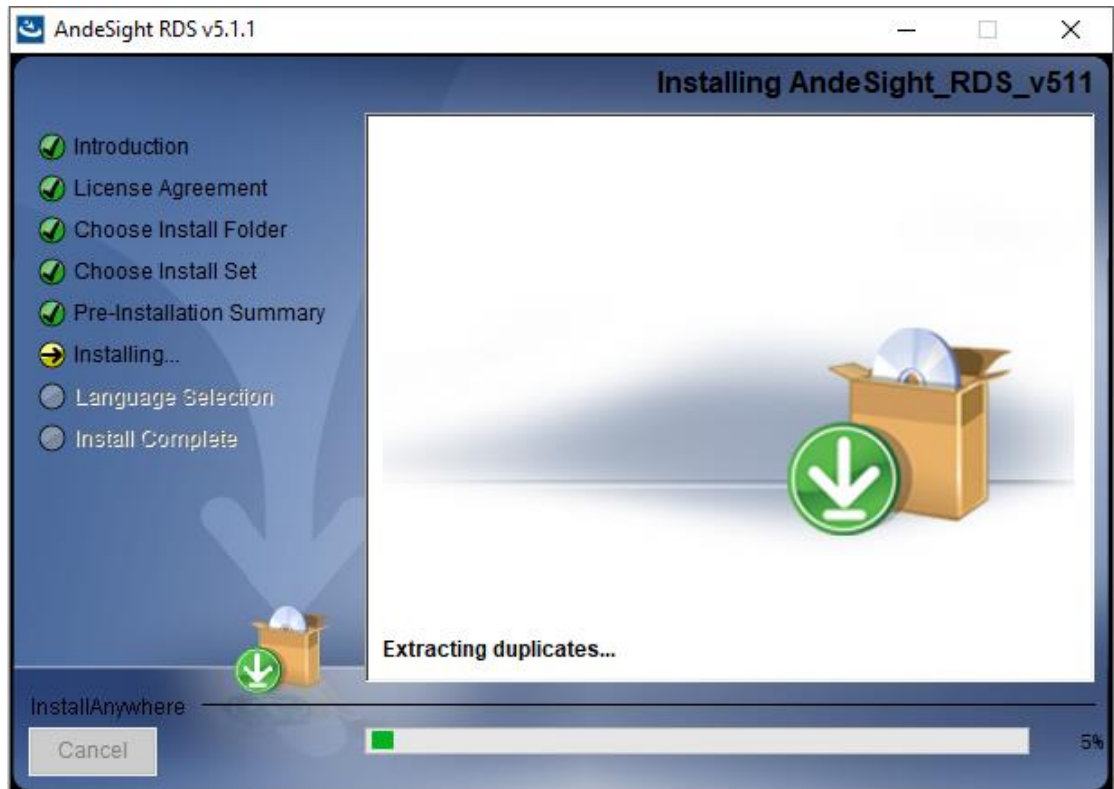 AndeSight RDS v5.1.1
Installing AndeSight_RDS_v511
Introduction
License Agreement
Choose Install Folder
Choose Install Set
Pre-Installation Summary
Installing...
Language Selection
Install Complete
Extracting duplicates...
InstallAnywhere
Cancel
5%